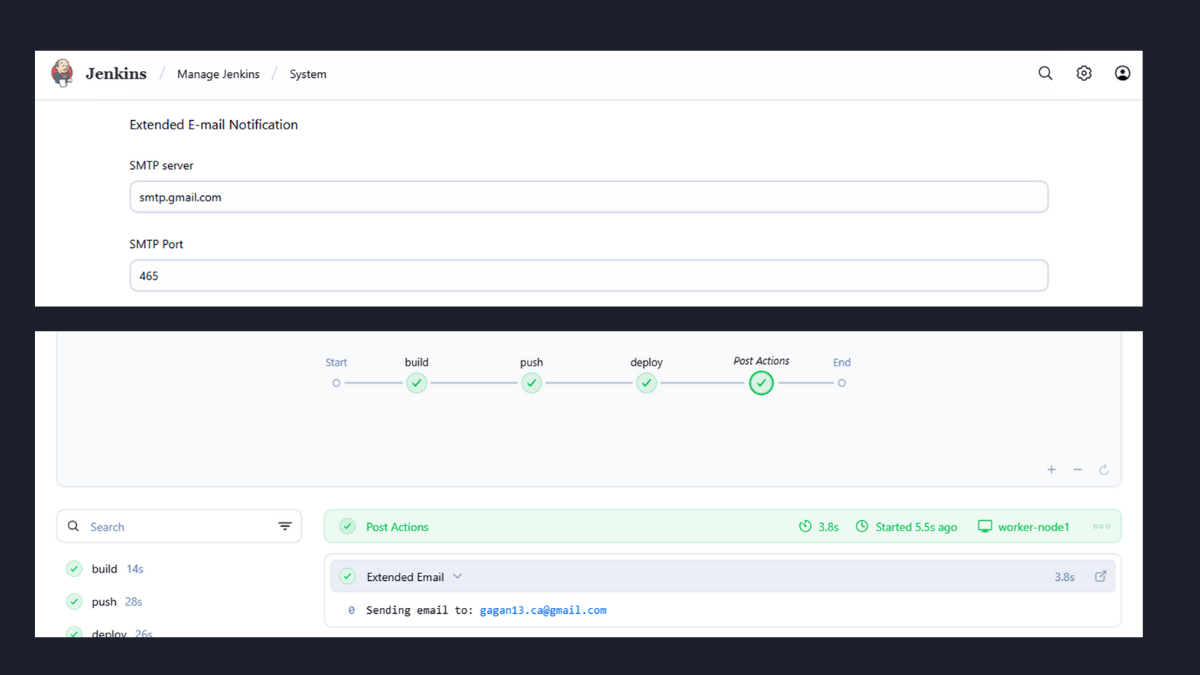 Jenkins / Manage Jenkins / System
Extended E-mail Notification
SMTP server
smtp.gmail.com
SMTP Port
465
Start build push deploy Post Actions End
Search
Post Actions 3.8s Started 5.5s ago worker-node1
build 14s
Extended Email 3.8s
push 28s
0 Sending email to: gagan13.ca@gmail.com
deploy 26s